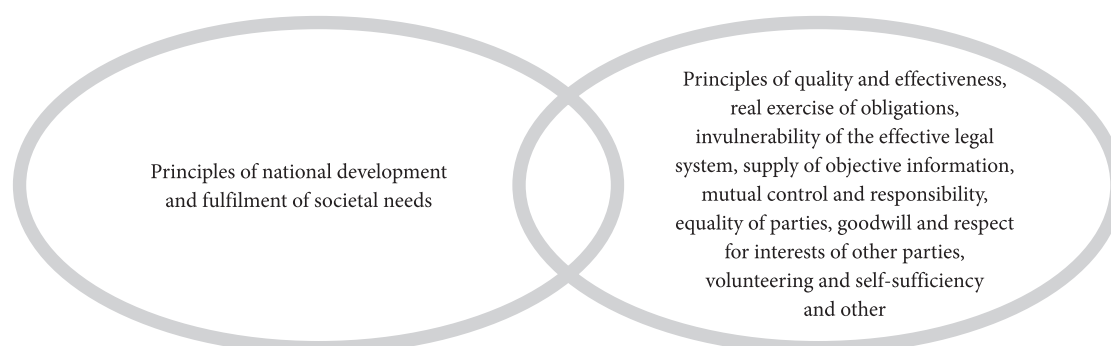 Principles of national development
and fulfilment of societal needs
Principles of quality and effectiveness,
real exercise of obligations,
invulnerability of the effective legal
system, supply of objective information,
mutual control and responsibility,
equality of parties, goodwill and respect
for interests of other parties,
volunteering and self-sufficiency
and other